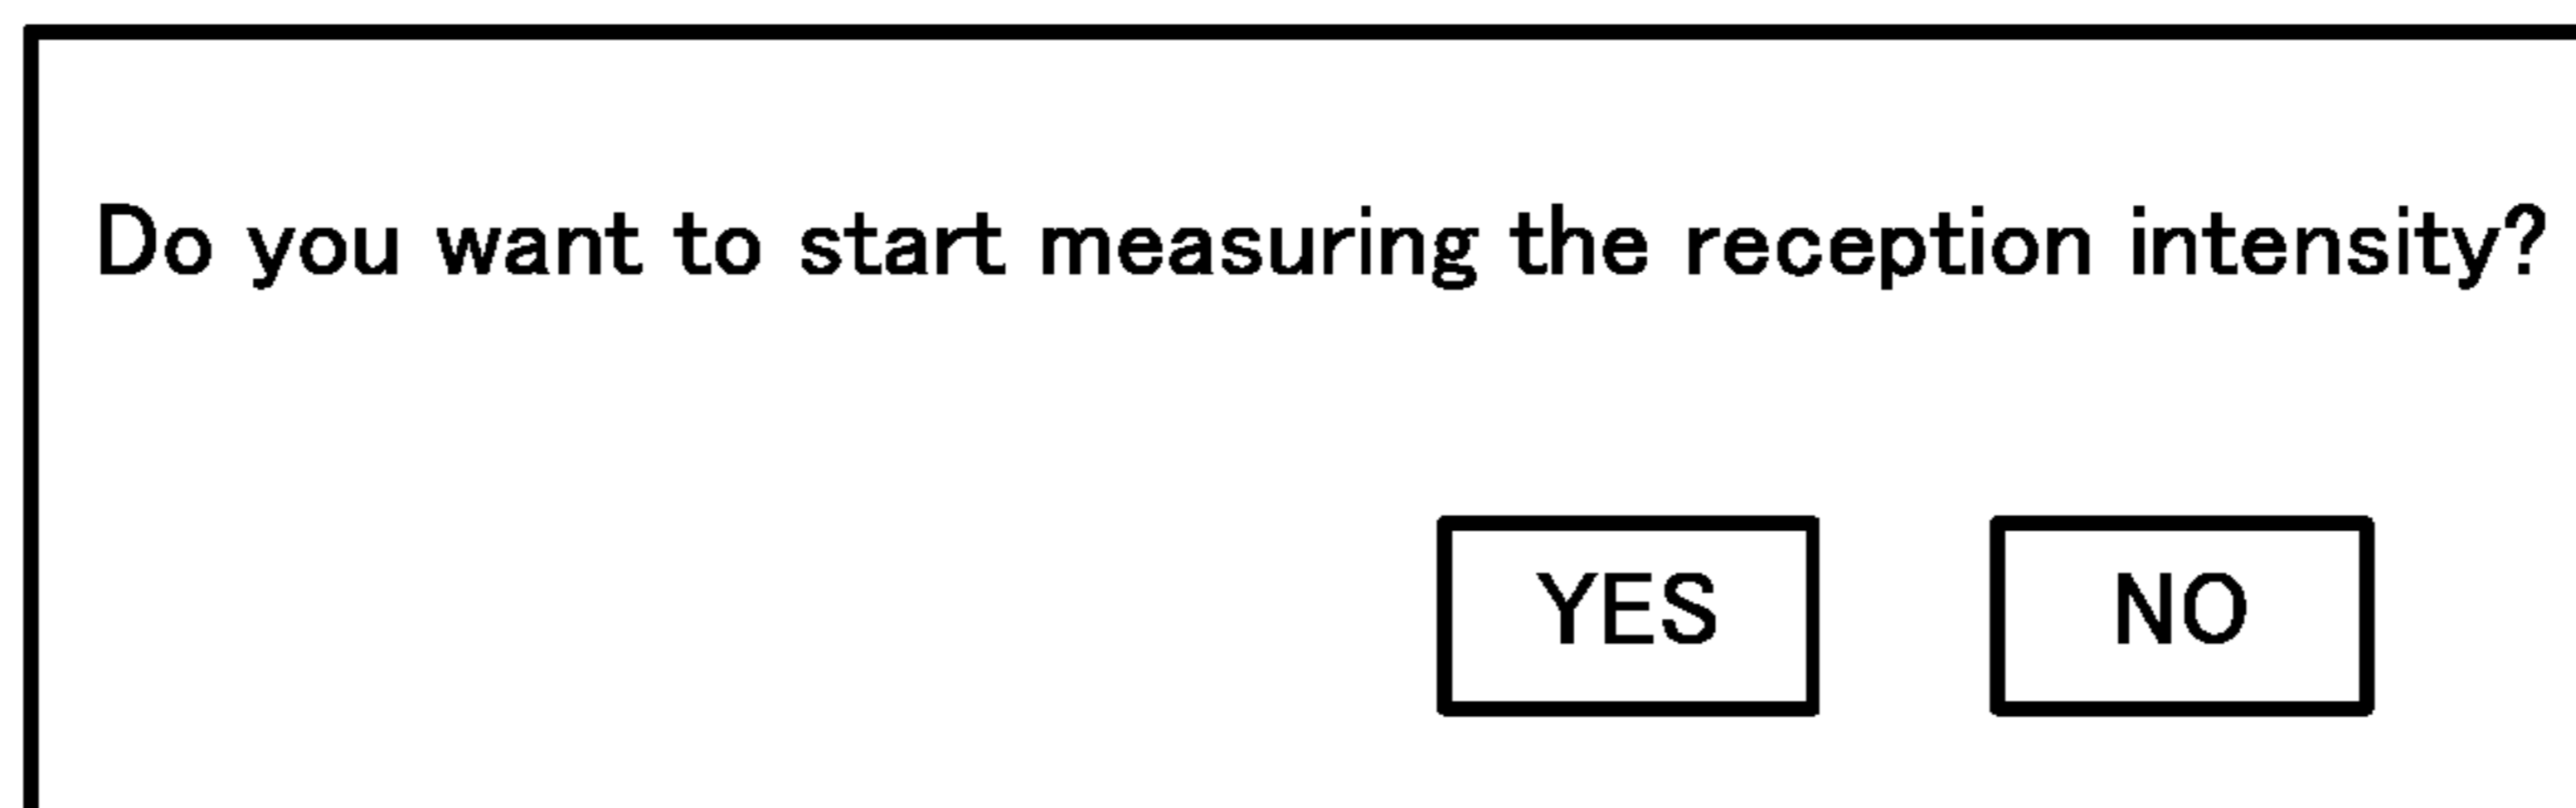 Do you want to start measuring the reception intensity?
YES NO